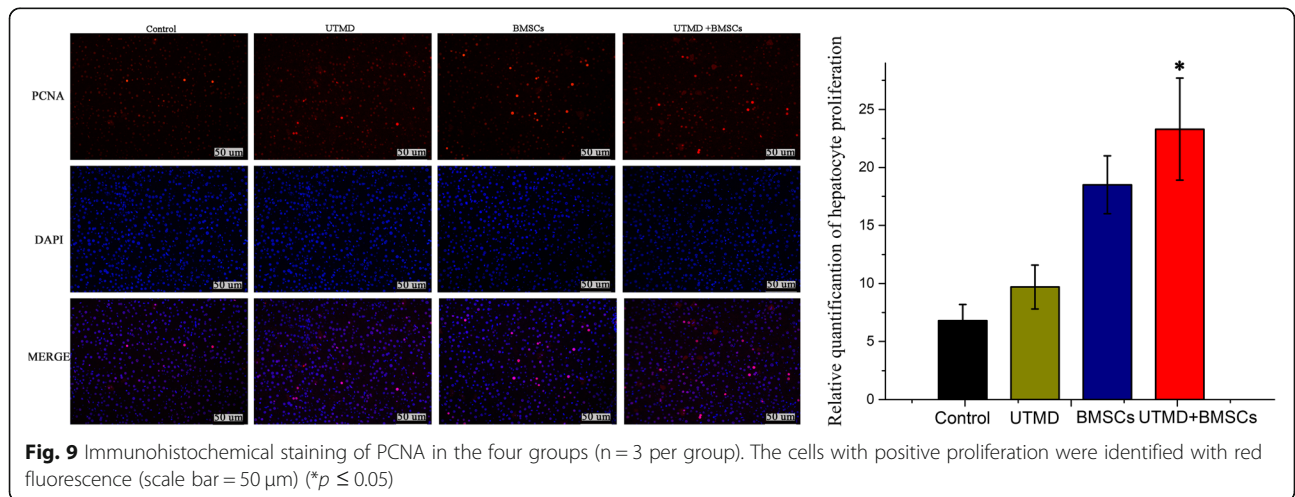 Control UTMD BMSCs UTMD +BMSCs
PCNA
50 um 50 um 50 um 50 um
DAPI
50 um 50 um 50 um 50 um
MERGE
50 um 50 um 50 um 50 um
Relative quantificantion of hepatocyte proliferation
25
20
15
10
5
0
*
Control UTMD BMSCs UTMD+BMSCs
Fig. 9 Immunohistochemical staining of PCNA in the four groups (n = 3 per group). The cells with positive proliferation were identified with red
fluorescence (scale bar = 50 μm) (*p ≤ 0.05)